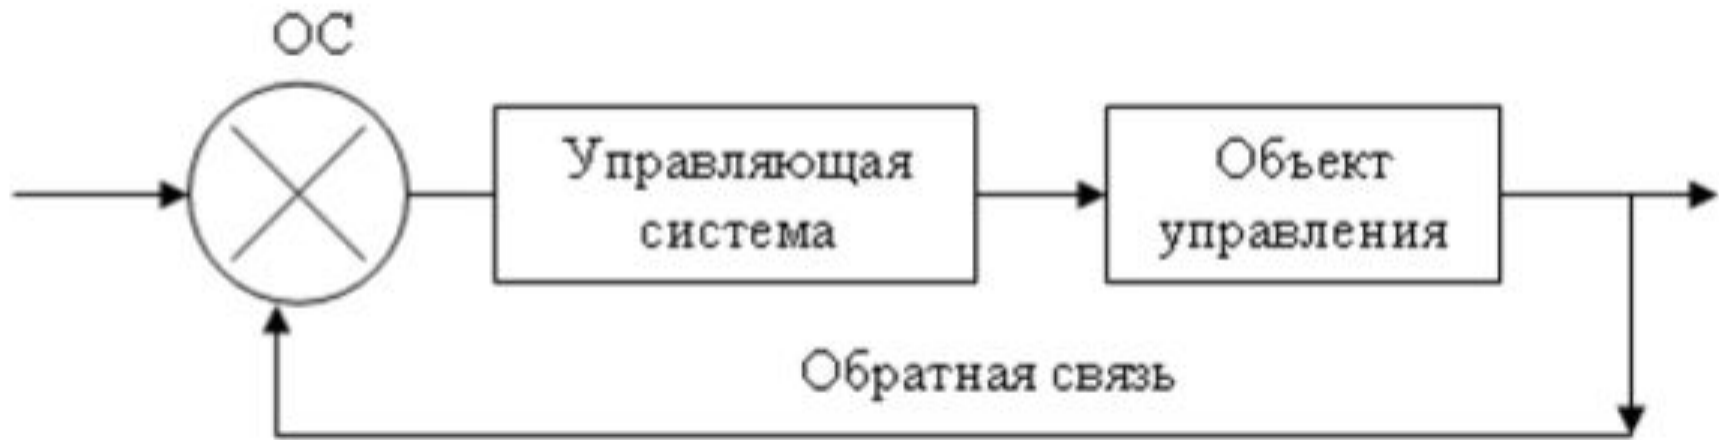 ОС
Управляющая
система
Объект
управления
Обратная связь